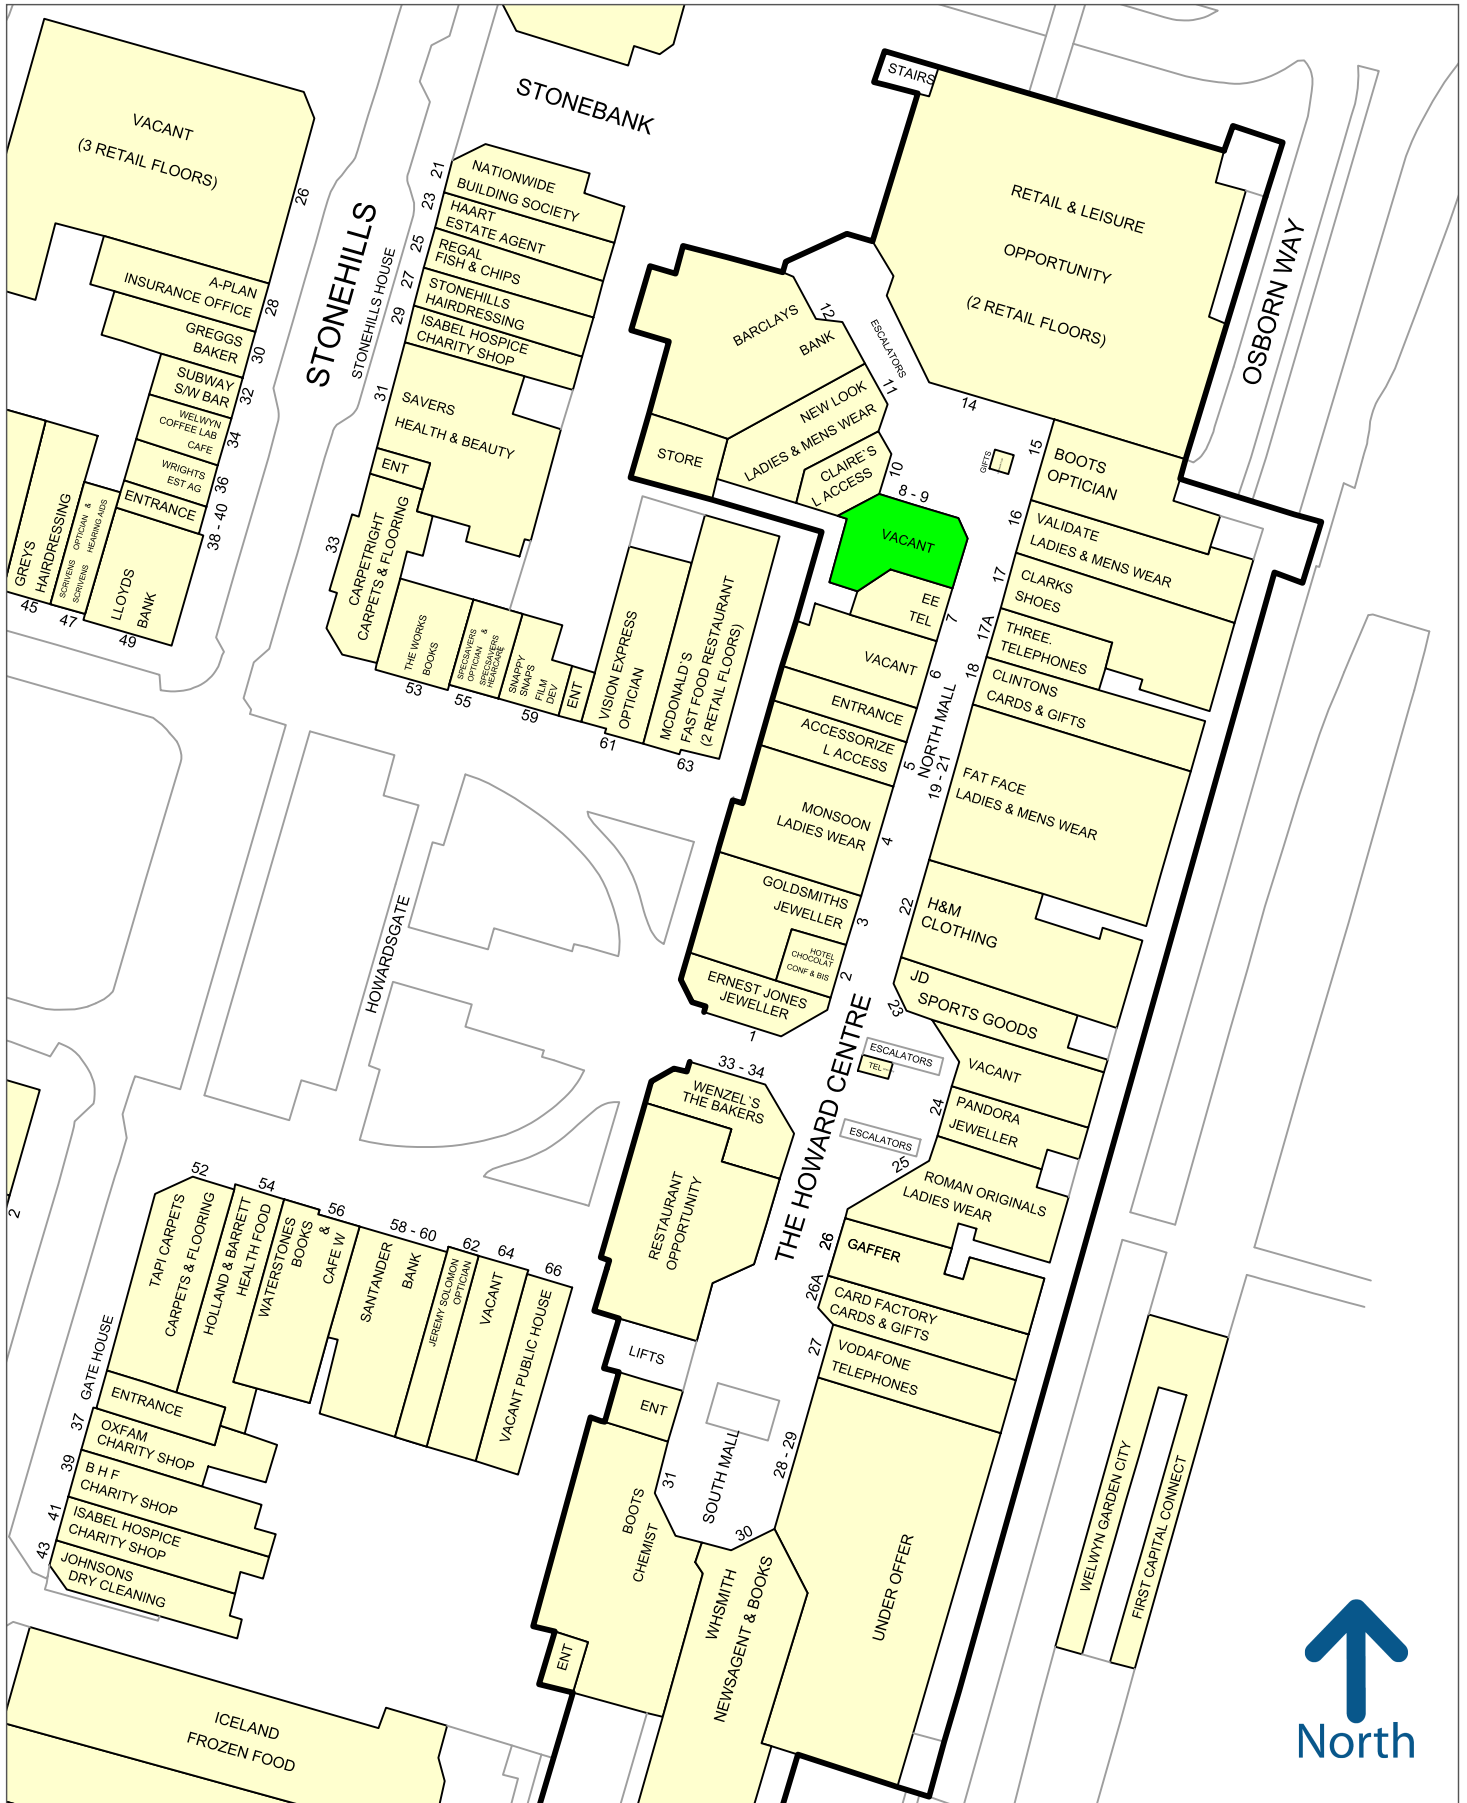 STONEBANK
STAIRS
VACANT
(3 RETAIL FLOORS)
26
STONEHILLS
STONEHILLS HOUSE
21
NATIONWIDE
BUILDING SOCIETY
23
HAART
ESTATE AGENT
25
REGAL
FISH & CHIPS
27
STONEHILLS
HAIRDRESSING
29
ISABEL HOSPICE
CHARITY SHOP
31
SAVERS
HEALTH & BEAUTY
ENT
33
CARPETRIGHT
CARPETS & FLOORING
A-PLAN
INSURANCE OFFICE
28
GREGGS
BAKER
30
SUBWAY
S/W BAR
32
WELWYN
COFFEE LAB
CAFE
34
WRIGHTS
EST AG
36
ENTRANCE
38 - 40
GREYS
HAIRDRESSING
45
SCRIVENS OPTICIAN &
SCRIVENS HEARING AIDS
47
LLOYDS
BANK
49
THE WORKS
BOOKS
53
SPECSAVERS
OPTICIAN &
SPECSAVERS
HEARCARE
55
SNAPPY
SNAPS
FILM
DEV
59
ENT
VISION EXPRESS
OPTICIAN
61
MCDONALD`S
FAST FOOD RESTAURANT
(2 RETAIL FLOORS)
63
RETAIL & LEISURE
OPPORTUNITY
(2 RETAIL FLOORS)
14
OSBORN WAY
BARCLAYS
BANK
12
ESCALATORS
NEW LOOK
LADIES & MENS WEAR
11
STORE
CLAIRE`S
L ACCESS
10
8 - 9
VACANT
GIFTS
15
BOOTS
OPTICIAN
16
VALIDATE
LADIES & MENS WEAR
17
CLARKS
SHOES
17A
THREE.
TELEPHONES
18
CLINTONS
CARDS & GIFTS
EE
TEL
7
VACANT
6
ENTRANCE
ACCESSORIZE
L ACCESS
5
NORTH MALL
19 - 21
FAT FACE
LADIES & MENS WEAR
MONSOON
LADIES WEAR
4
GOLDSMITHS
JEWELLER
3
HOTEL
CHOCOLAT
CONF & BIS
2
ERNEST JONES
JEWELLER
1
22
H&M
CLOTHING
JD
SPORTS GOODS
23
HOWARDSGATE
THE HOWARD CENTRE
ESCALATORS
TEL
ESCALATORS
VACANT
24
PANDORA
JEWELLER
25
ROMAN ORIGINALS
LADIES WEAR
26
GAFFER
26A
CARD FACTORY
CARDS & GIFTS
27
VODAFONE
TELEPHONES
33 - 34
WENZEL`S
THE BAKERS
RESTAURANT
OPPORTUNITY
LIFTS
ENT
SOUTH MALL
28 - 29
UNDER OFFER
31
BOOTS
CHEMIST
ENT
30
WHSMITH
NEWSAGENT & BOOKS
2
52
TAPI CARPETS
CARPETS & FLOORING
54
HOLLAND & BARRETT
HEALTH FOOD
56
WATERSTONES
BOOKS &
CAFE W
58 - 60
SANTANDER
BANK
62
JEREMY SOLOMON
OPTICIAN
64
VACANT
66
VACANT PUBLIC HOUSE
GATE HOUSE
ENTRANCE
37
OXFAM
CHARITY SHOP
39
B H F
CHARITY SHOP
41
ISABEL HOSPICE
CHARITY SHOP
43
JOHNSONS
DRY CLEANING
ICELAND
FROZEN FOOD
WELWYN GARDEN CITY
FIRST CAPITAL CONNECT
North